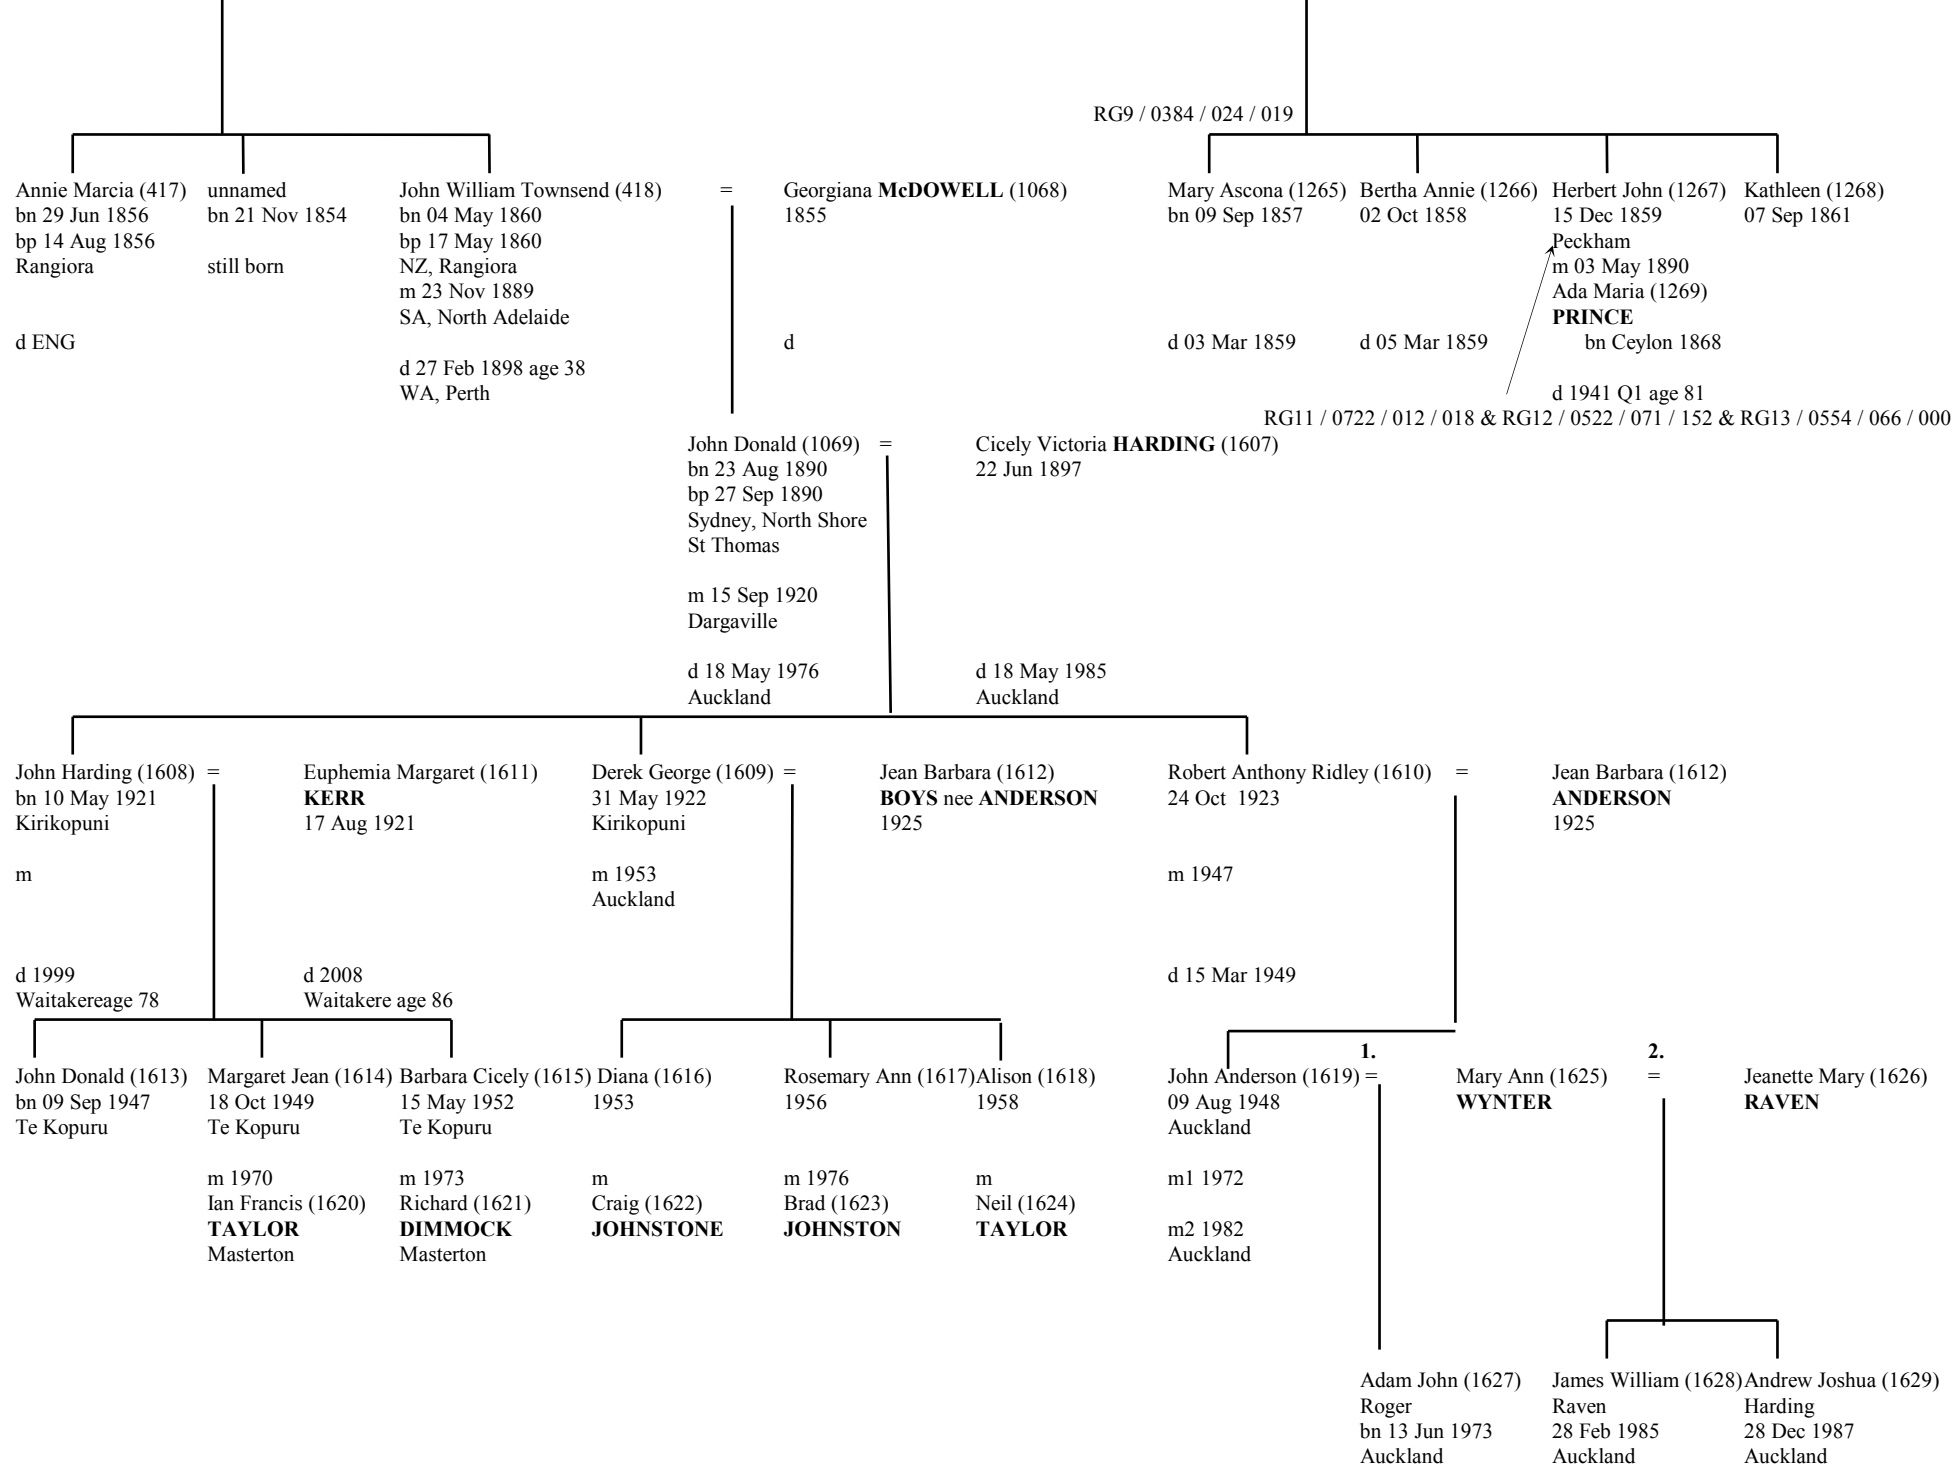 RG9 / 0384 / 024 / 019
Annie Marcia (417)
bn 29 Jun 1856
bp 14 Aug 1856
Rangiora
d ENG
unnamed
bn 21 Nov 1854
still born
John William Townsend (418) =
bn 04 May 1860
bp 17 May 1860
NZ, Rangiora
m 23 Nov 1889
SA, North Adelaide
d 27 Feb 1898 age 38
WA, Perth
Georgiana McDOWELL (1068)
1855
d
Mary Ascona (1265)
bn 09 Sep 1857
d 03 Mar 1859
Bertha Annie (1266)
02 Oct 1858
d 05 Mar 1859
Herbert John (1267)
15 Dec 1859
Peckham
m 03 May 1890
Ada Maria (1269)
PRINCE
bn Ceylon 1868
d 1941 Q1 age 81
Kathleen (1268)
07 Sep 1861
RG11 / 0722 / 012 / 018 & RG12 / 0522 / 071 / 152 & RG13 / 0554 / 066 / 000
John Donald (1069) =
bn 23 Aug 1890
bp 27 Sep 1890
Sydney, North Shore
St Thomas
m 15 Sep 1920
Dargaville
d 18 May 1976
Auckland
Cicely Victoria HARDING (1607)
22 Jun 1897
d 18 May 1985
Auckland
John Harding (1608) =
bn 10 May 1921
Kirikopuni
m
d 1999
Waitakereage 78
Euphemia Margaret (1611)
KERR
17 Aug 1921
d 2008
Waitakere age 86
Derek George (1609) =
31 May 1922
Kirikopuni
m 1953
Auckland
Jean Barbara (1612)
BOYS nee ANDERSON
1925
Robert Anthony Ridley (1610) =
24 Oct 1923
m 1947
d 15 Mar 1949
Jean Barbara (1612)
ANDERSON
1925
John Donald (1613)
bn 09 Sep 1947
Te Kopuru
Margaret Jean (1614)
18 Oct 1949
Te Kopuru
m 1970
Ian Francis (1620)
TAYLOR
Masterton
Barbara Cicely (1615)
15 May 1952
Te Kopuru
m 1973
Richard (1621)
DIMMOCK
Masterton
Diana (1616)
1953
m
Craig (1622)
JOHNSTONE
Rosemary Ann (1617)
1956
m 1976
Brad (1623)
JOHNSTON
Alison (1618)
1958
m
Neil (1624)
TAYLOR
1.
John Anderson (1619) =
09 Aug 1948
Auckland
m1 1972
m2 1982
Auckland
2.
Mary Ann (1625) =
WYNTER
Jeanette Mary (1626)
RAVEN
Adam John (1627)
Roger
bn 13 Jun 1973
Auckland
James William (1628)
Raven
28 Feb 1985
Auckland
Andrew Joshua (1629)
Harding
28 Dec 1987
Auckland